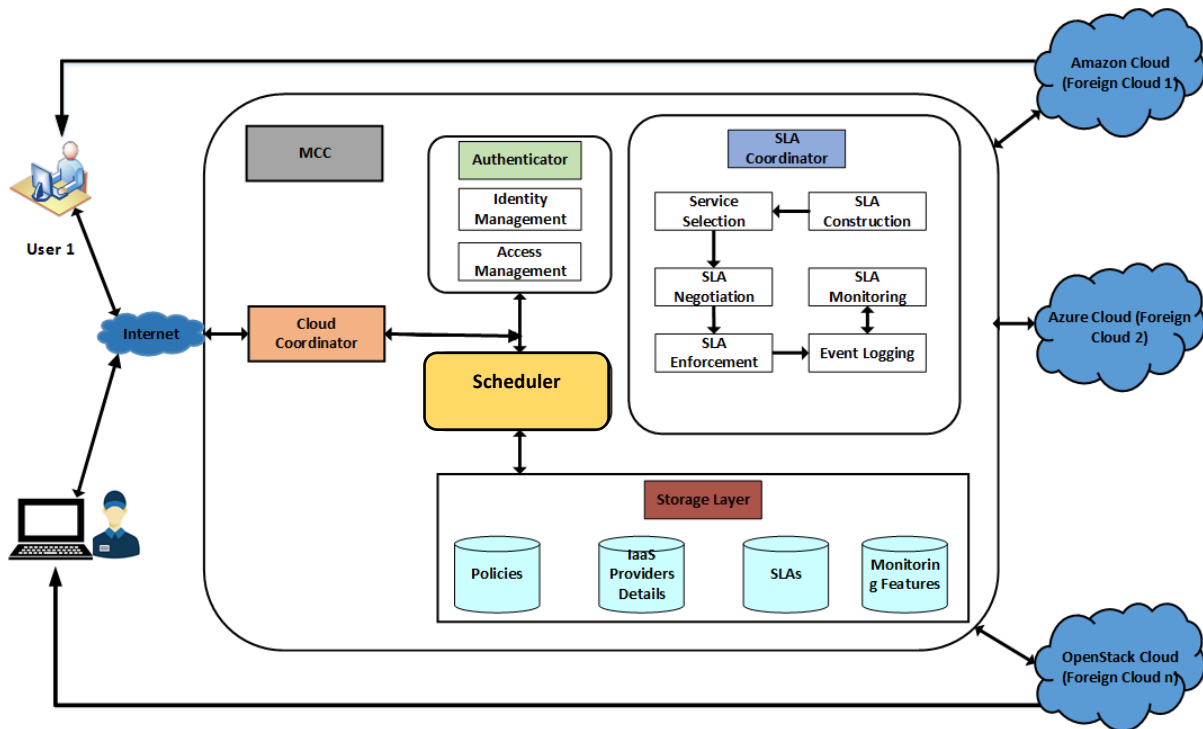 Amazon Cloud
(Foreign Cloud 1)
MCC
Authenticator
Identity
Management
Access
Management
SLA
Coordinator
Service
Selection
SLA
Construction
SLA
Negotiation
SLA
Monitoring
SLA
Enforcement
Event Logging
User 1
Internet
Cloud
Coordinator
Scheduler
Azure Cloud (Foreign
Cloud 2)
Storage Layer
Policies
IaaS
Providers
Details
SLAs
Monitorin
g Features
OpenStack Cloud
(Foreign Cloud n)